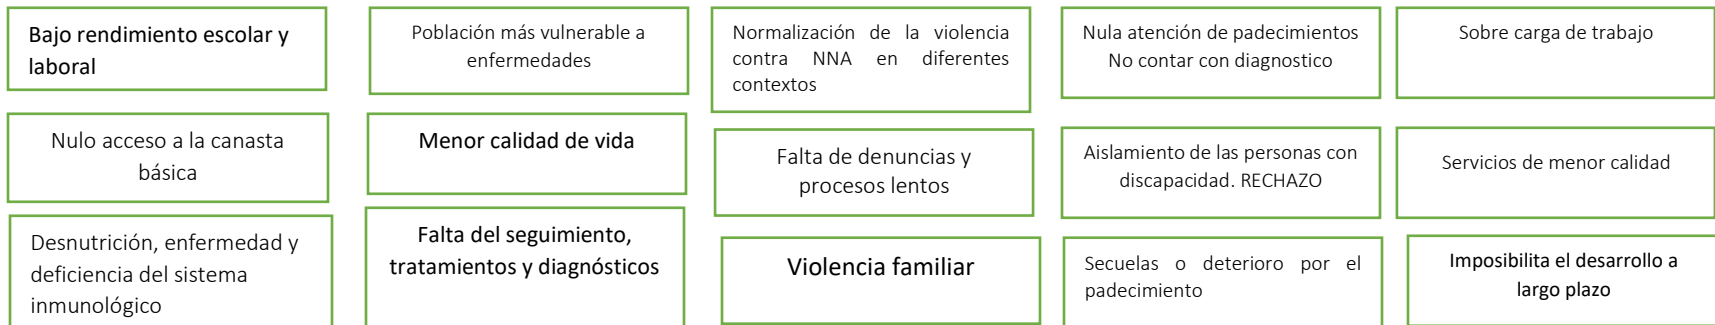 Bajo rendimiento escolar y
laboral
Población más vulnerable a
enfermedades
Normalización de la violencia
contra NNA en diferentes
contextos
Nula atención de padecimientos
No contar con diagnostico
Sobre carga de trabajo
Nulo acceso a la canasta
básica
Menor calidad de vida
Falta de denuncias y
procesos lentos
Aislamiento de las personas con
discapacidad. RECHAZO
Servicios de menor calidad
Desnutrición, enfermedad y
deficiencia del sistema
inmunológico
Falta del seguimiento,
tratamientos y diagnósticos
Violencia familiar
Secuelas o deterioro por el
padecimiento
Imposibilita el desarrollo a
largo plazo